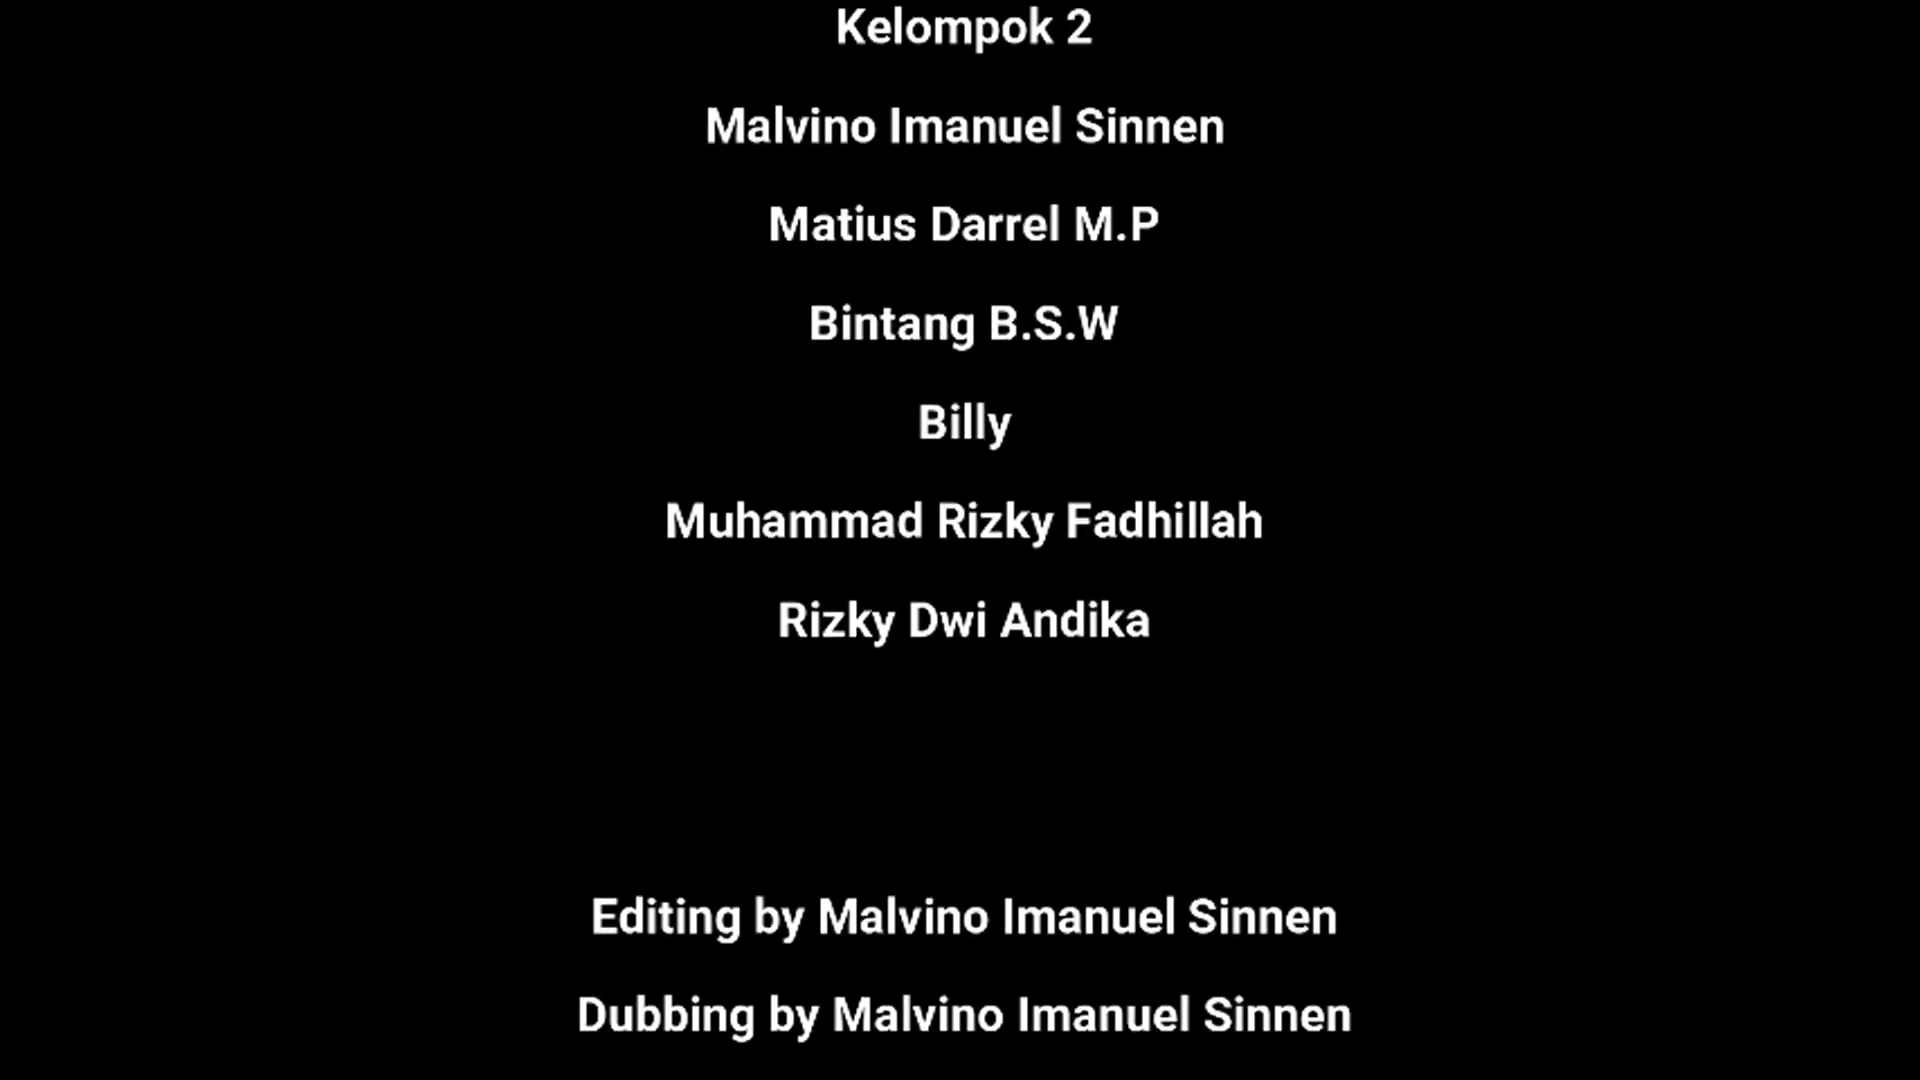 Kelompok 2
Malvino Imanuel Sinnen
Matius Darrel M.P
Bintang B.S.W
Billy
Muhammad Rizky Fadhillah
Rizky Dwi Andika
Editing by Malvino Imanuel Sinnen
Dubbing by Malvino Imanuel Sinnen